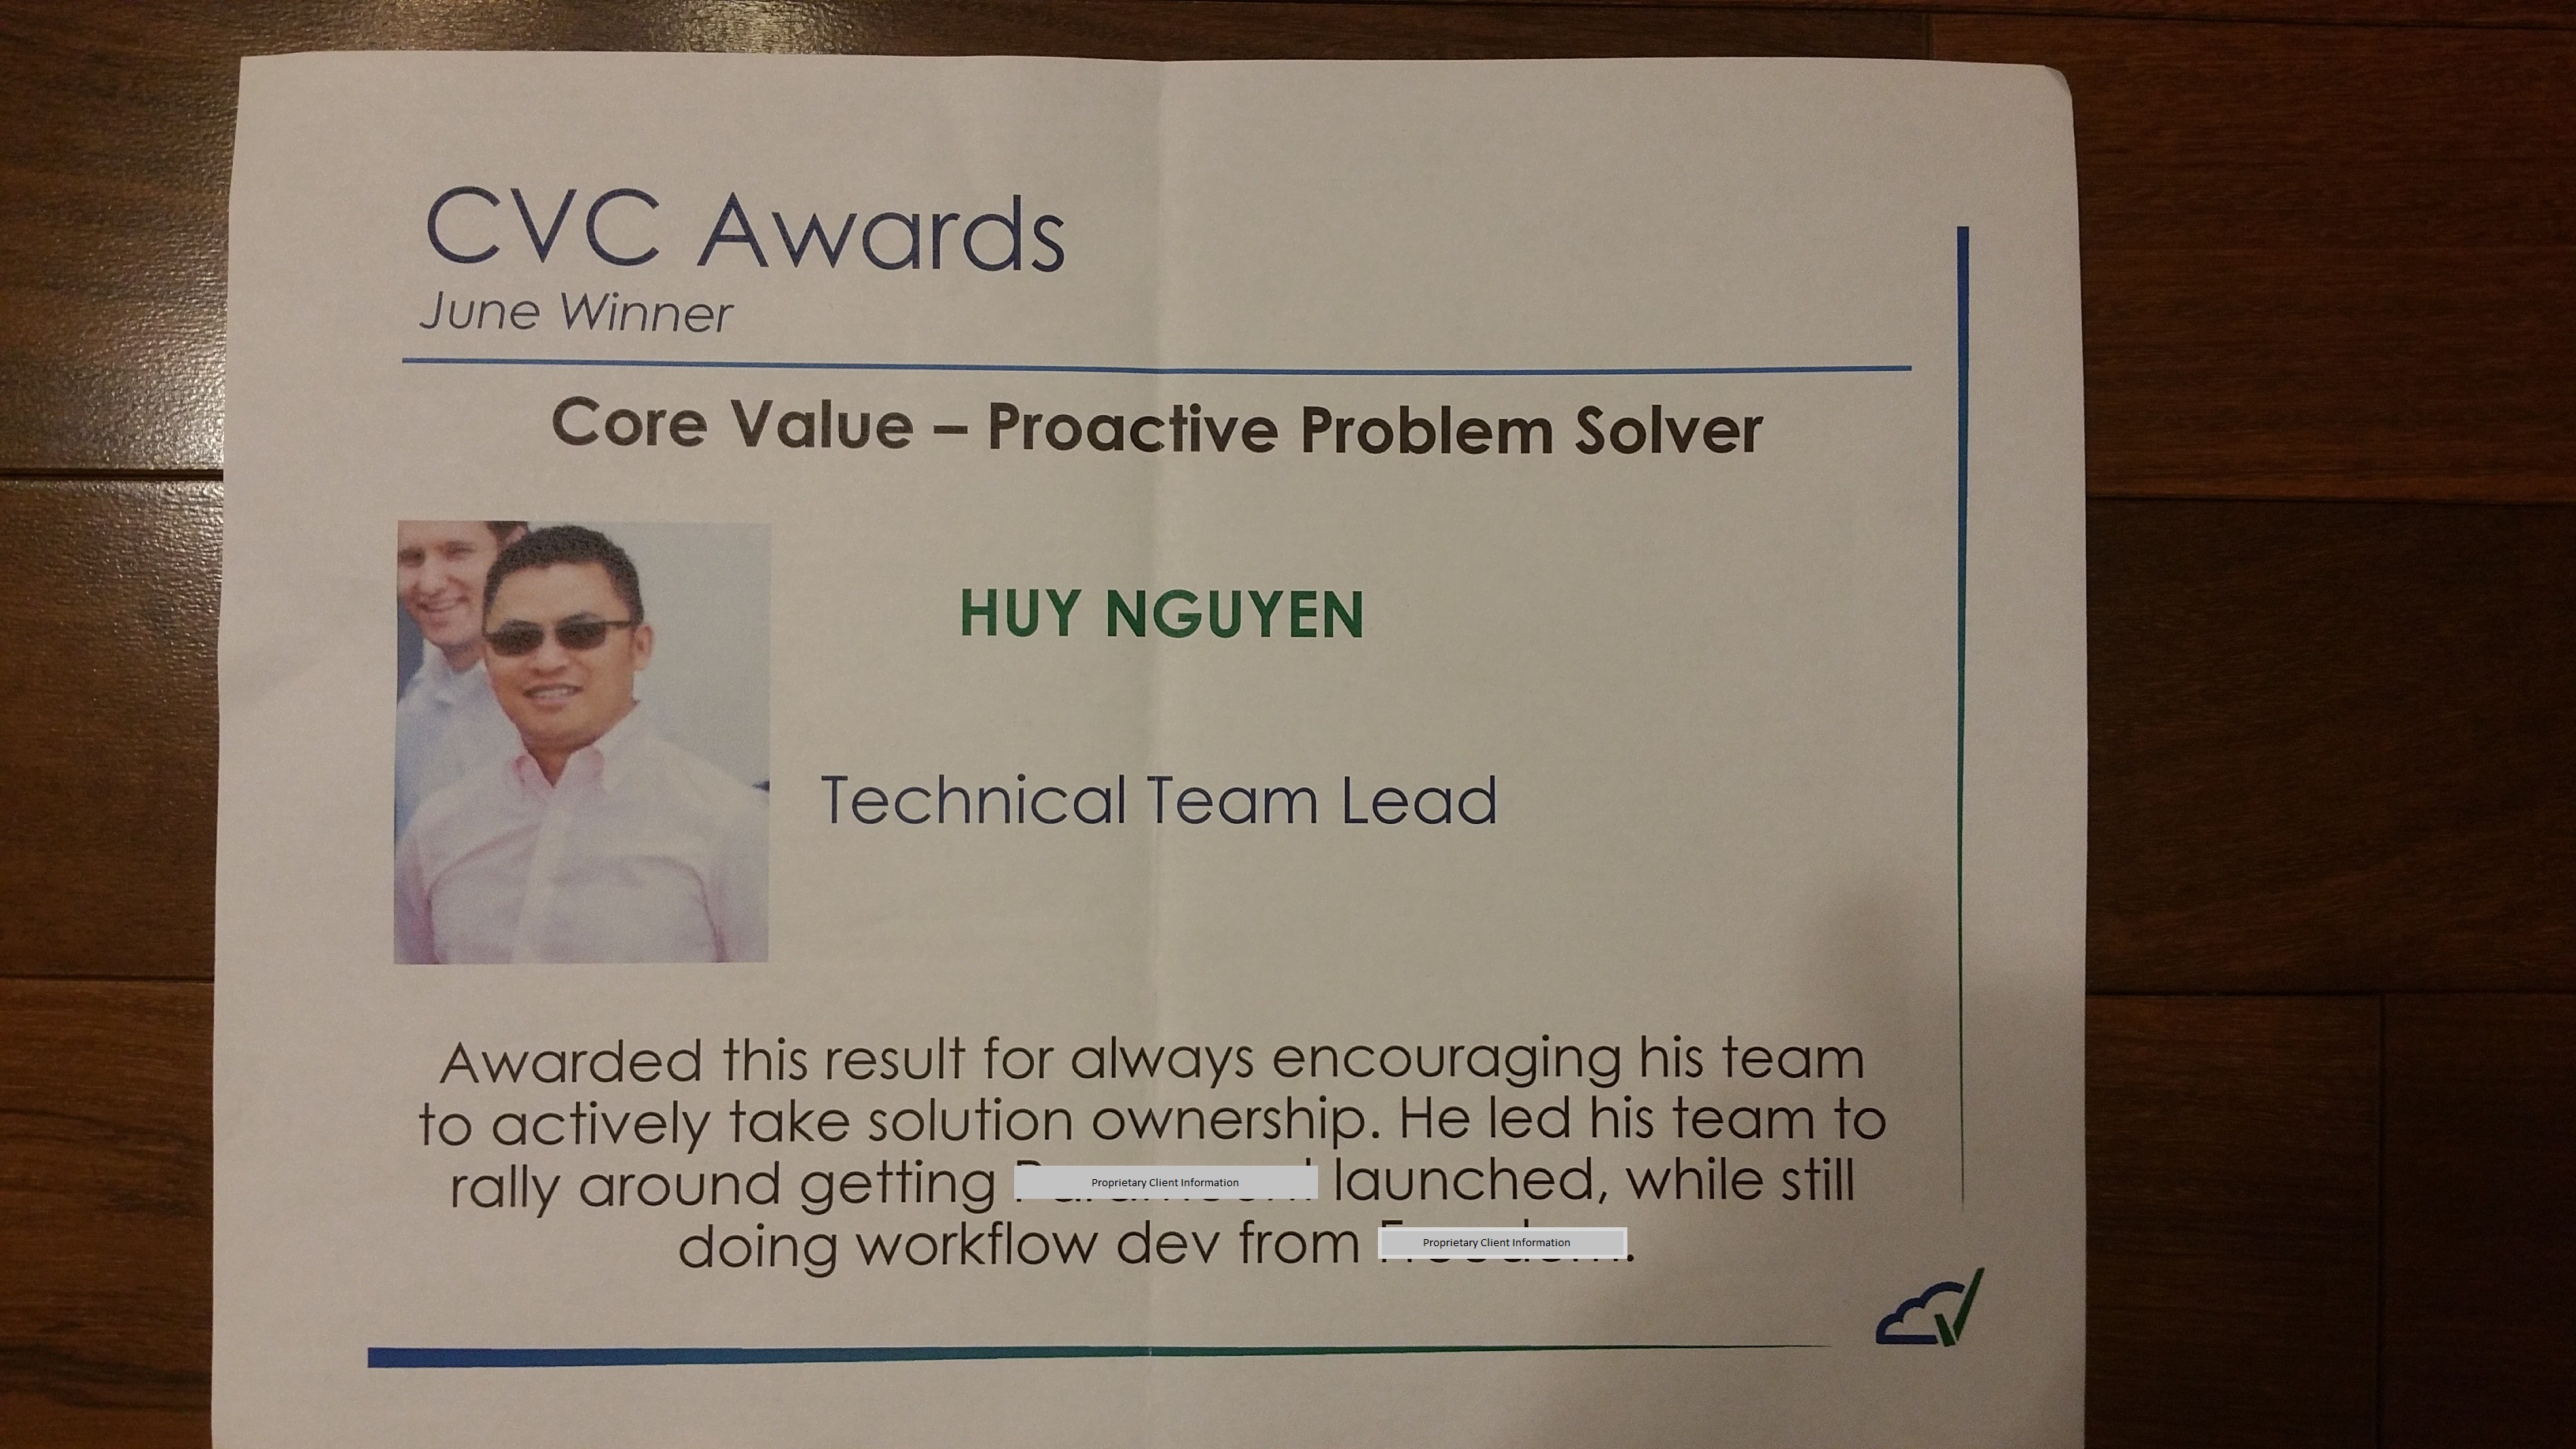 CVC Awards
June Winner
Core Value – Proactive Problem Solver
HUY NGUYEN
Technical Team Lead
Awarded this result for always encouraging his team
to actively take solution ownership. He led his team to
rally around getting Proprietary Client Information launched, while still
doing workflow dev from Proprietary Client Information.